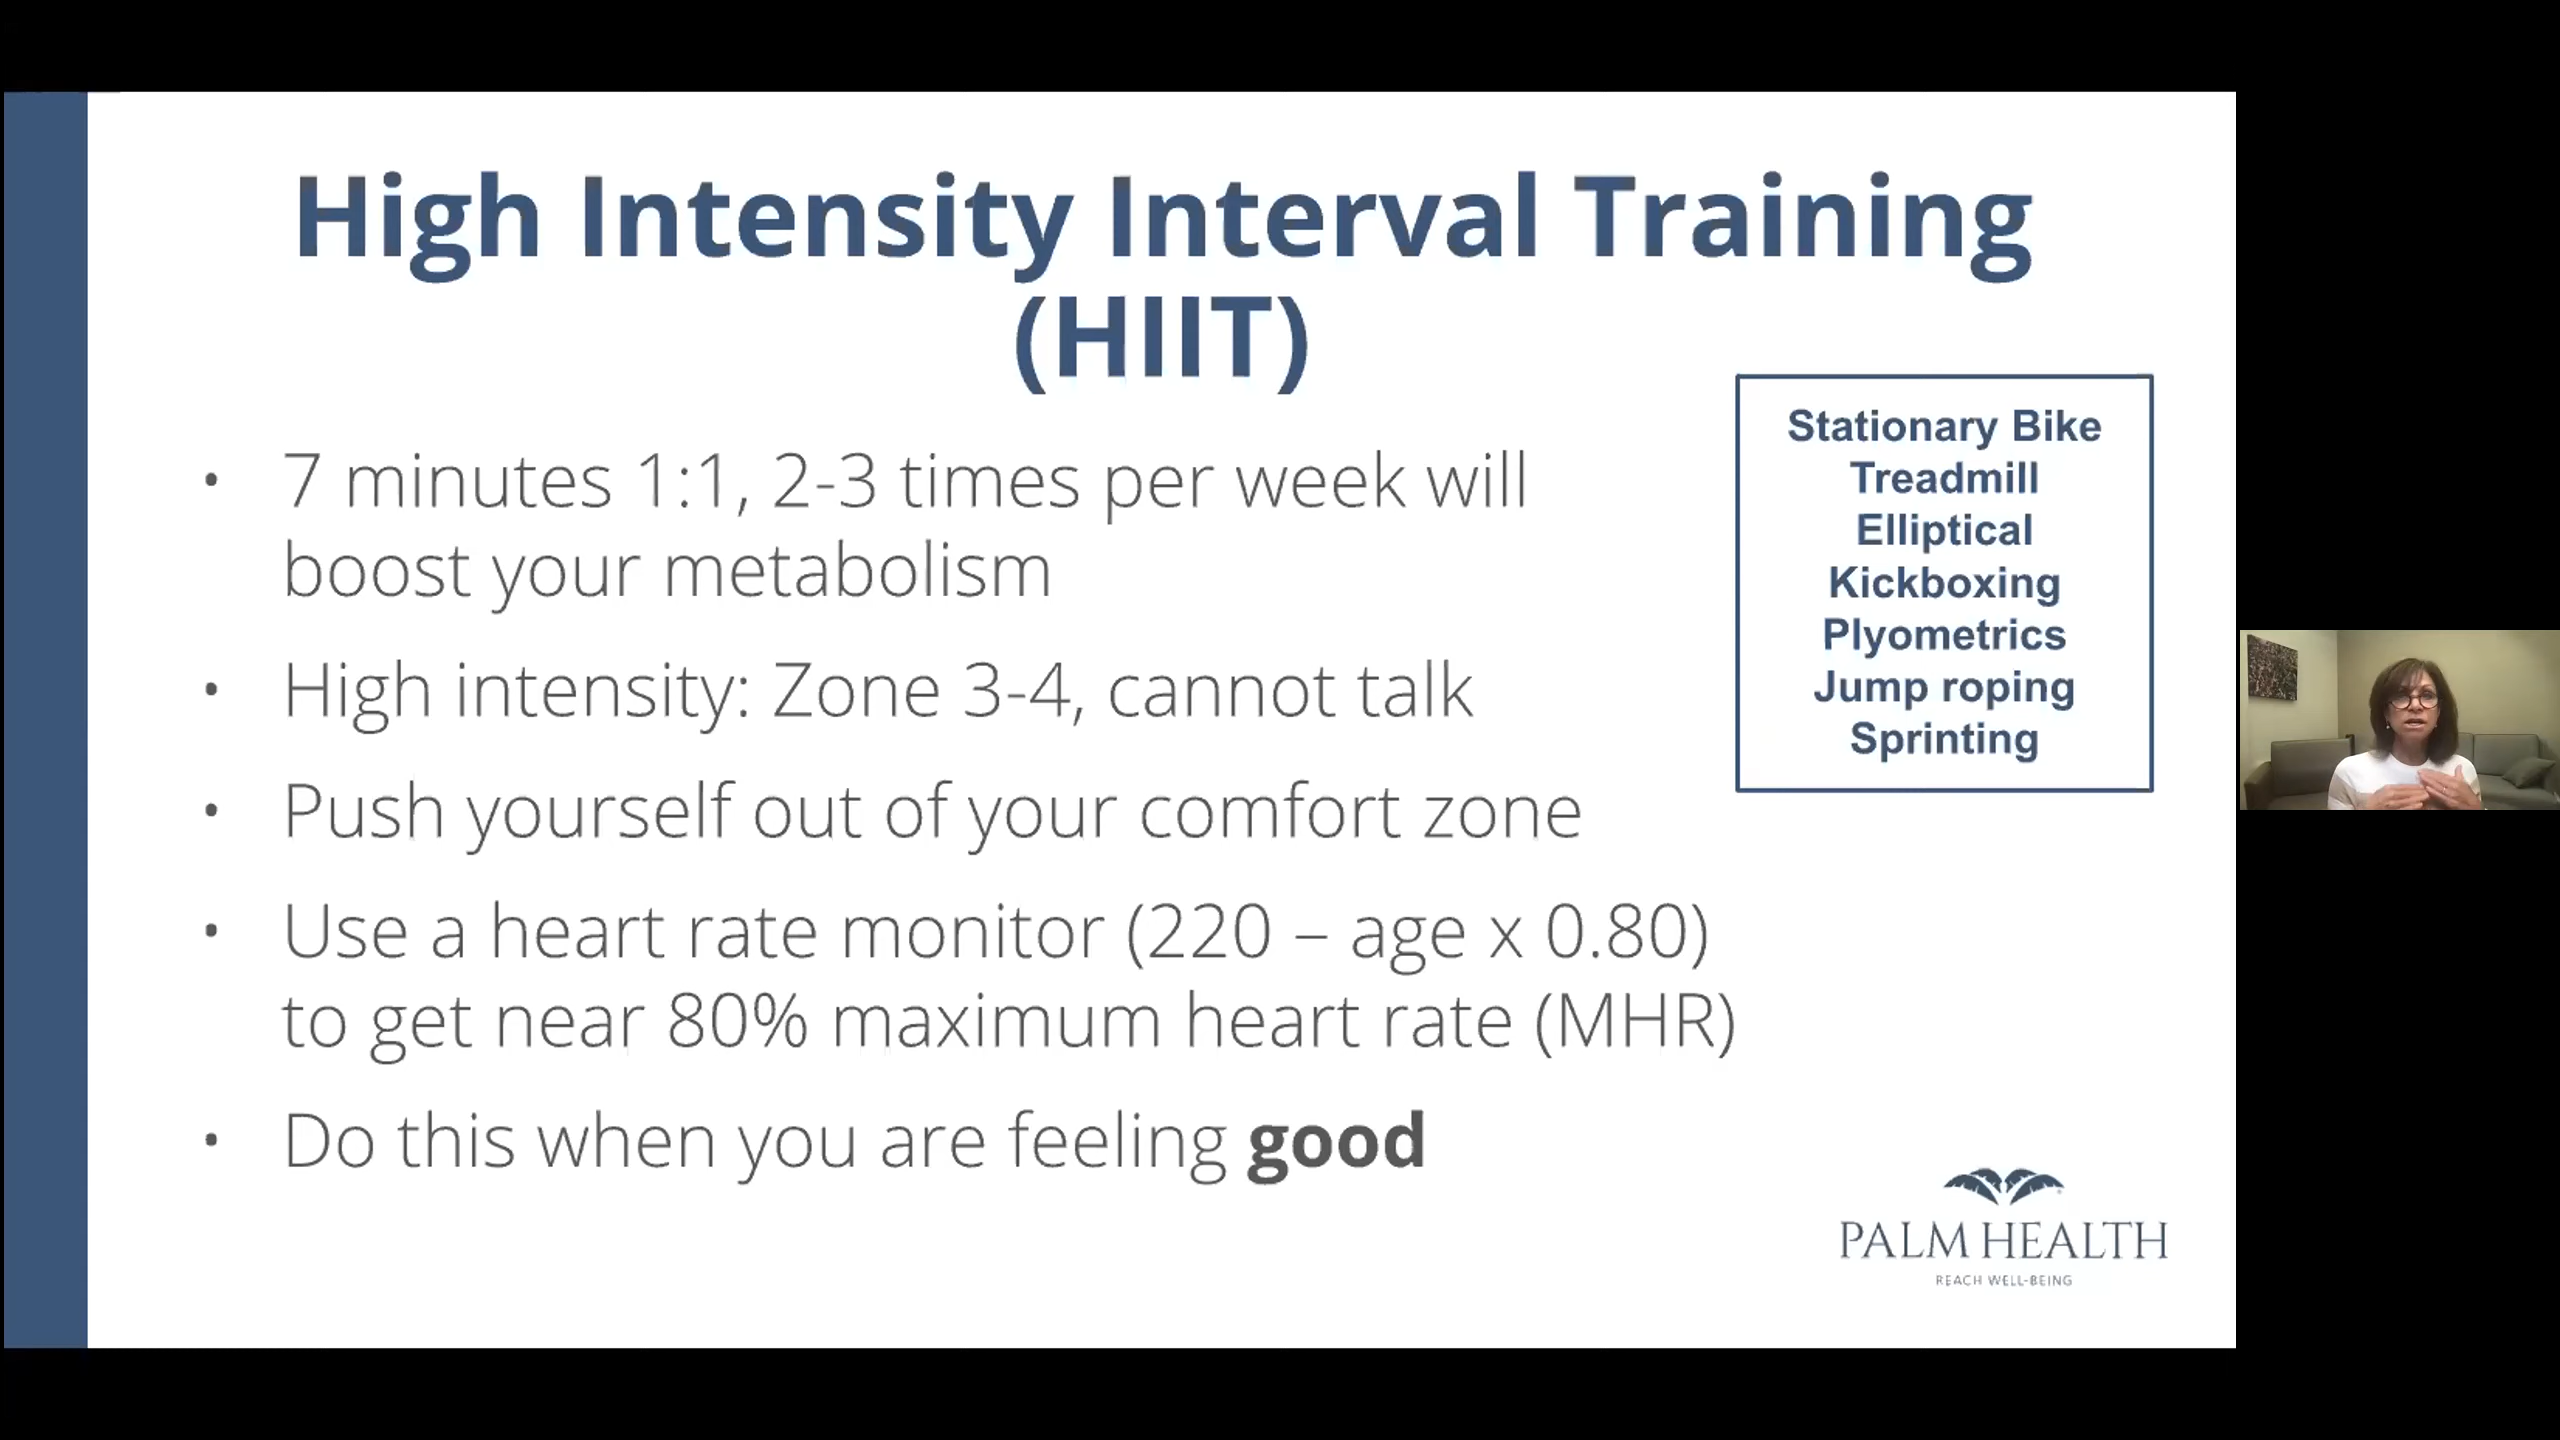 High Intensity Interval Training
(HIIT)
• 7 minutes 1:1, 2-3 times per week will
boost your metabolism
• High intensity: Zone 3-4, cannot talk
• Push yourself out of your comfort zone
• Use a heart rate monitor (220 – age x 0.80)
to get near 80% maximum heart rate (MHR)
• Do this when you are feeling good
Stationary Bike
Treadmill
Elliptical
Kickboxing
Plyometrics
Jump roping
Sprinting
PALM HEALTH
REACH WELL-BEING